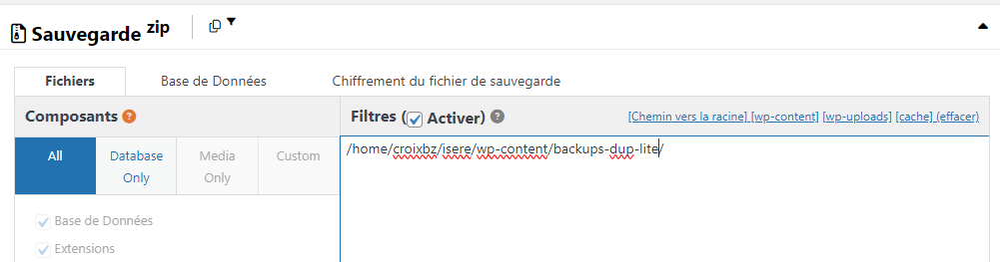 Sauvegarde zip
Fichiers Base de Données Chiffrement du fichier de sauvegarde
Composants ? Filtres ( Activer) ? [Chemin vers la racine] [wp-content] [wp-uploads] [cache] (effacer)
All Database Only Media Only Custom
/home/croixbz/isere/wp-content/backups-dup-lite/
Base de Données
Extensions